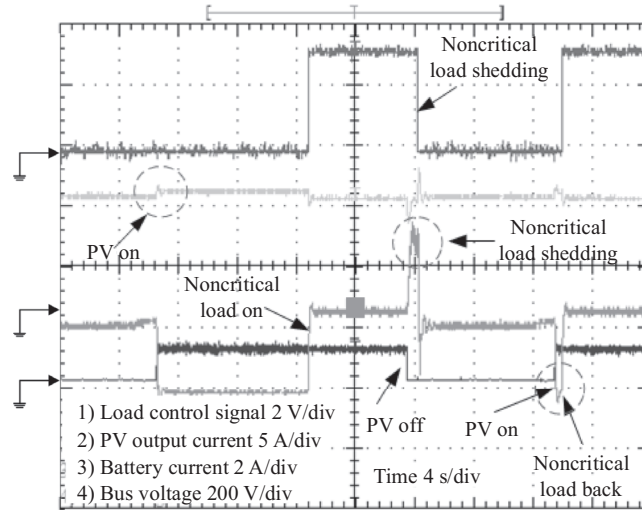 Noncritical
load shedding
PV on
Noncritical
load shedding
Noncritical
load on
1) Load control signal 2 V/div
2) PV output current 5 A/div
3) Battery current 2 A/div
4) Bus voltage 200 V/div
PV off
Time 4 s/div
PV on
Noncritical
load back